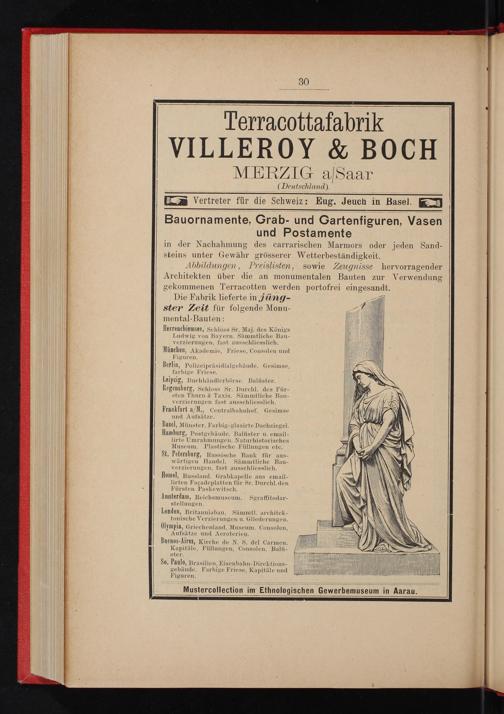 30
Terracottafabrik
VILLEROY & BOCH
MERZIG a/Saar
(Deutschland)
Vertreter für die Schweiz: Eug. Jeuch in Basel.
Bauornamente, Grab- und Gartenfiguren, Vasen
und Postamente
in der Nachahmung des carrarischen Marmors oder jeden Sand-
steins unter Gewähr grösserer Wetterbeständigkeit.
Abbildungen, Preislisten, sowie Zeugnisse hervorragender
Architekten über die an monumentalen Bauten zur Verwendung
gekommenen Terracotten werden portofrei eingesandt.
Die Fabrik lieferte in jüng-
ster Zeit für folgende Monu-
mental-Bauten:
Herrenchiemsee, Schloss Sr. Maj. des Königs
Ludwig von Bayern. Sämmtliche Bau-
verzierungen, fast ausschliesslich.
München, Akademie, Friese, Consolen und
Figuren.
Berlin, Polizeipräsidialgebäude. Gesimse,
farbige Friese.
Leipzig, Buchhändlerbörse. Baluster.
Regensburg, Schloss Sr. Durchl. des Für-
sten Thurn & Taxis. Sämmtliche Bau-
verzierungen fast ausschliesslich.
Frankfurt a/M., Centralbahnhof. Gesimse
und Aufsätze.
Basel, Münster, Farbig-glasirte Dachziegel.
Hamburg, Postgebäude. Baluster u. email-
lirte Umrahmungen. Naturhistorisches
Museum. Plastische Füllungen etc.
St. Petersburg, Russische Bank für aus-
wärtigen Handel. Sämmtliche Bau-
verzierungen, fast ausschliesslich.
Homel, Russland. Grabkapelle aus email-
lirten Façadeplatten für Sr. Durchl. den
Fürsten Paskewitsch.
Amsterdam, Reichsmuseum. Sgraffitodar-
stellungen.
London, Britanniabau. Sämmtl. architek-
tonische Verzierungen u. Gliederungen.
Olympia, Griechenland, Museum. Consolen,
Aufsätze und Acroterien.
Buenos-Aires, Kirche de N. S. del Carmen.
Kapitäle, Füllungen, Consolen, Balu-
ster.
So. Paulo, Brasilien, Eisenbahn-Direktions-
gebäude. Farbige Friese, Kapitäle und
Figuren.
Mustercollection im Ethnologischen Gewerbemuseum in Aarau.